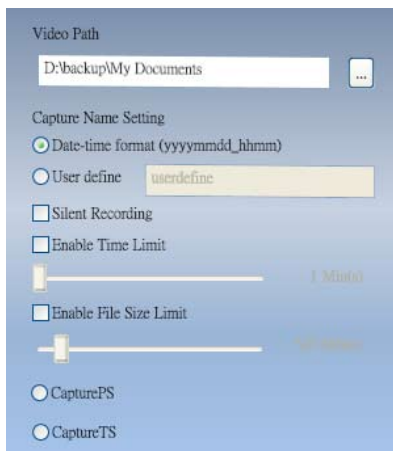 Video Path
D:\backup\My Documents
...
Capture Name Setting
Date-time format (yyyymmdd_hhmm)
User define
userdefine
Silent Recording
Enable Time Limit
1 Min(s)
Enable File Size Limit
CapturePS
CaptureTS